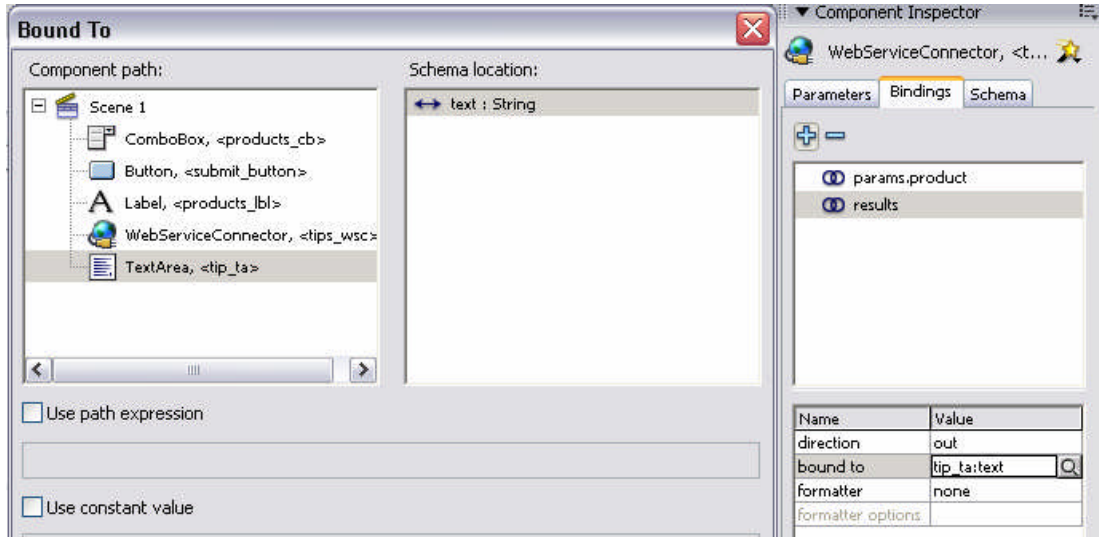 Bound To
Component path:
Schema location:
Scene 1
ComboBox, <products_cb>
Button, <submit_button>
A Label, <products_lbl>
WebServiceConnector, <tips_wsc>
TextArea, <tip_ta>
text : String
Use path expression
Use constant value
Component Inspector
WebServiceConnector, <t...
Parameters Bindings Schema
params.product
results
Name Value
direction out
bound to tip_ta:text
formatter none
formatter options